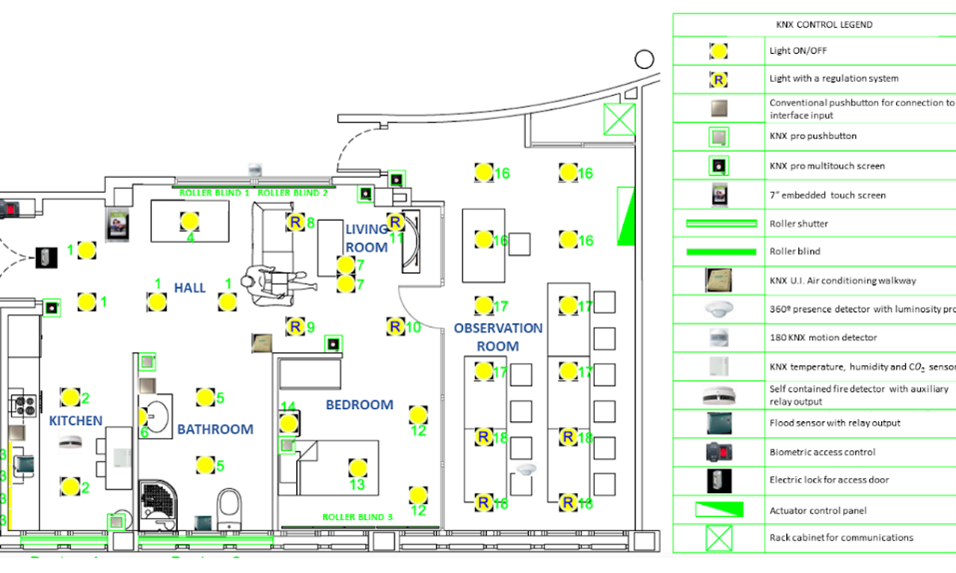 KNX CONTROL LEGEND
Light ON/OFF
R Light with a regulation system
Conventional pushbutton for connection to
interface input
KNX pro pushbutton
KNX pro multitouch screen
7" embedded touch screen
Roller shutter
Roller blind
KNX U.I. Air conditioning walkway
360º presence detector with luminosity
180 KNX motion detector
KNX temperature, humidity and CO2
Self contained fire detector with auxiliary
relay output
Flood sensor with relay output
Biometric access control
Electric lock for access door
Actuator control panel
Rack cabinet for communications
16 16
ROLLER BLIND 1 ROLLER BLIND 2
4
R 8
R 11
LIVING
ROOM
16 16
1
7
7
HALL
1 1 1
17 17
R 9
R 10
OBSERVATION
ROOM
17 17
2
5
KITCHEN
6
BATHROOM
14
BEDROOM
12
R 18 R 18
3
5
13
3
2
12
R 18 R 18
3
3
ROLLER BLIND 3